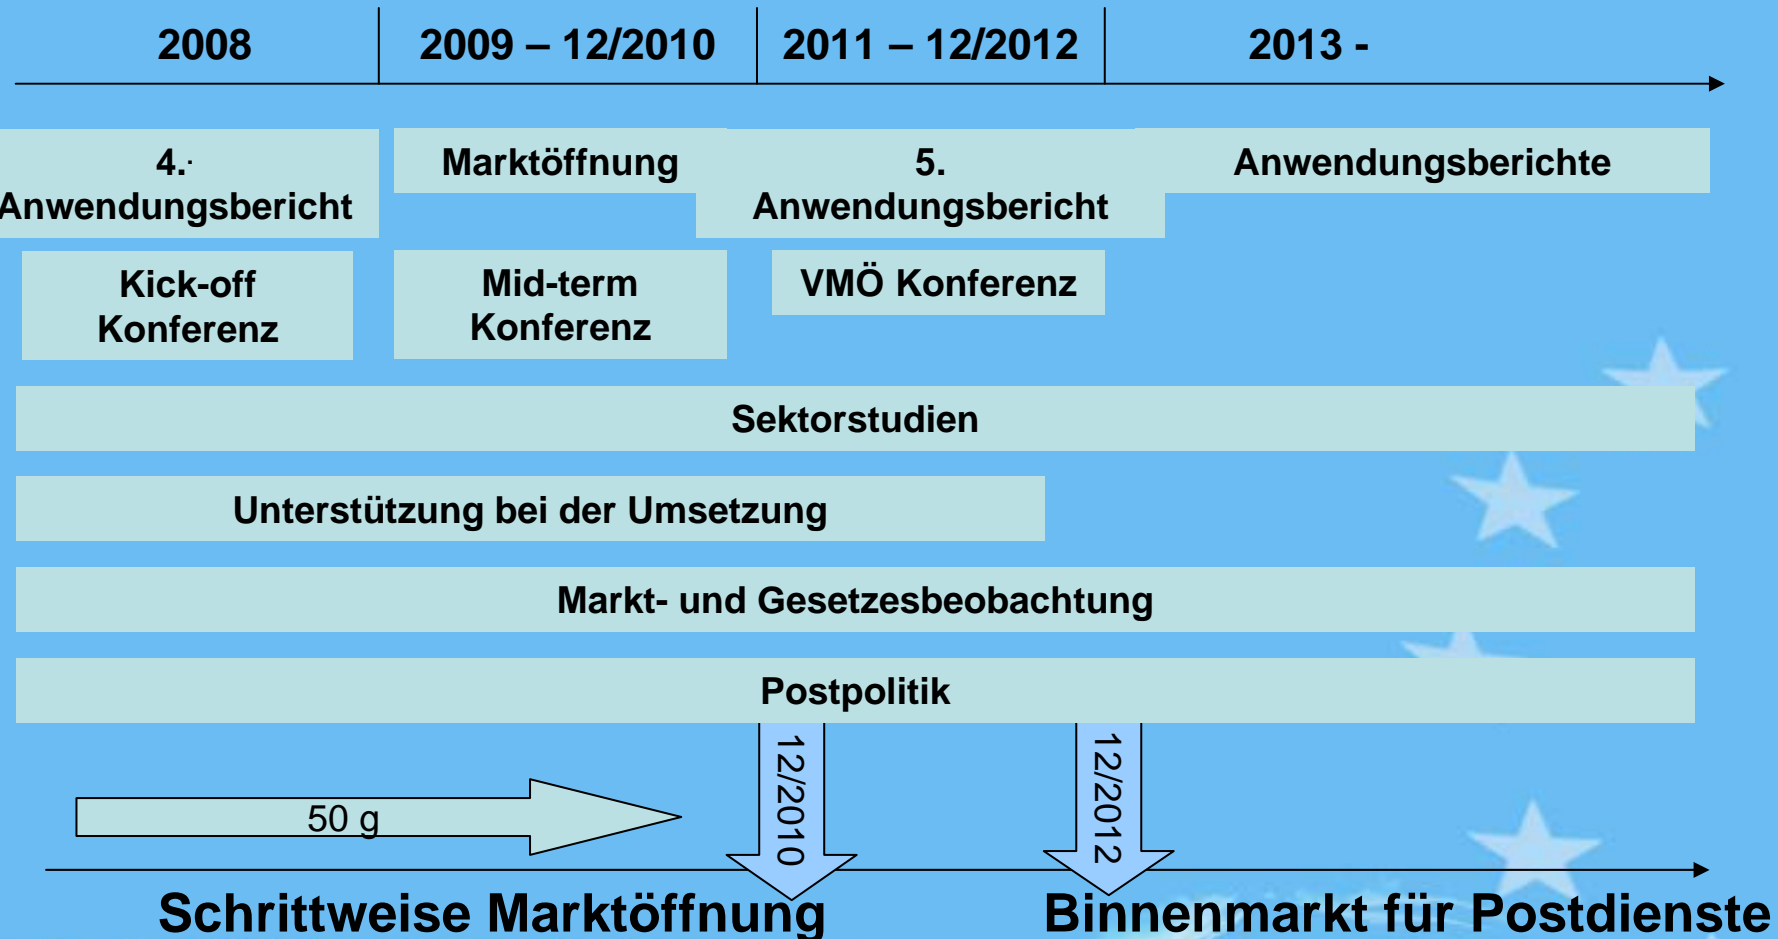 2008
2009 – 12/2010
2011 – 12/2012
2013 -
4.
Anwendungsbericht
Marktöffnung
5.
Anwendungsbericht
Anwendungsberichte
Kick-off
Konferenz
Mid-term
Konferenz
VMÖ Konferenz
Sektorstudien
Unterstützung bei der Umsetzung
Markt- und Gesetzesbeobachtung
Postpolitik
12/2010
12/2012
50 g
Schrittweise Marktöffnung
Binnenmarkt für Postdienste